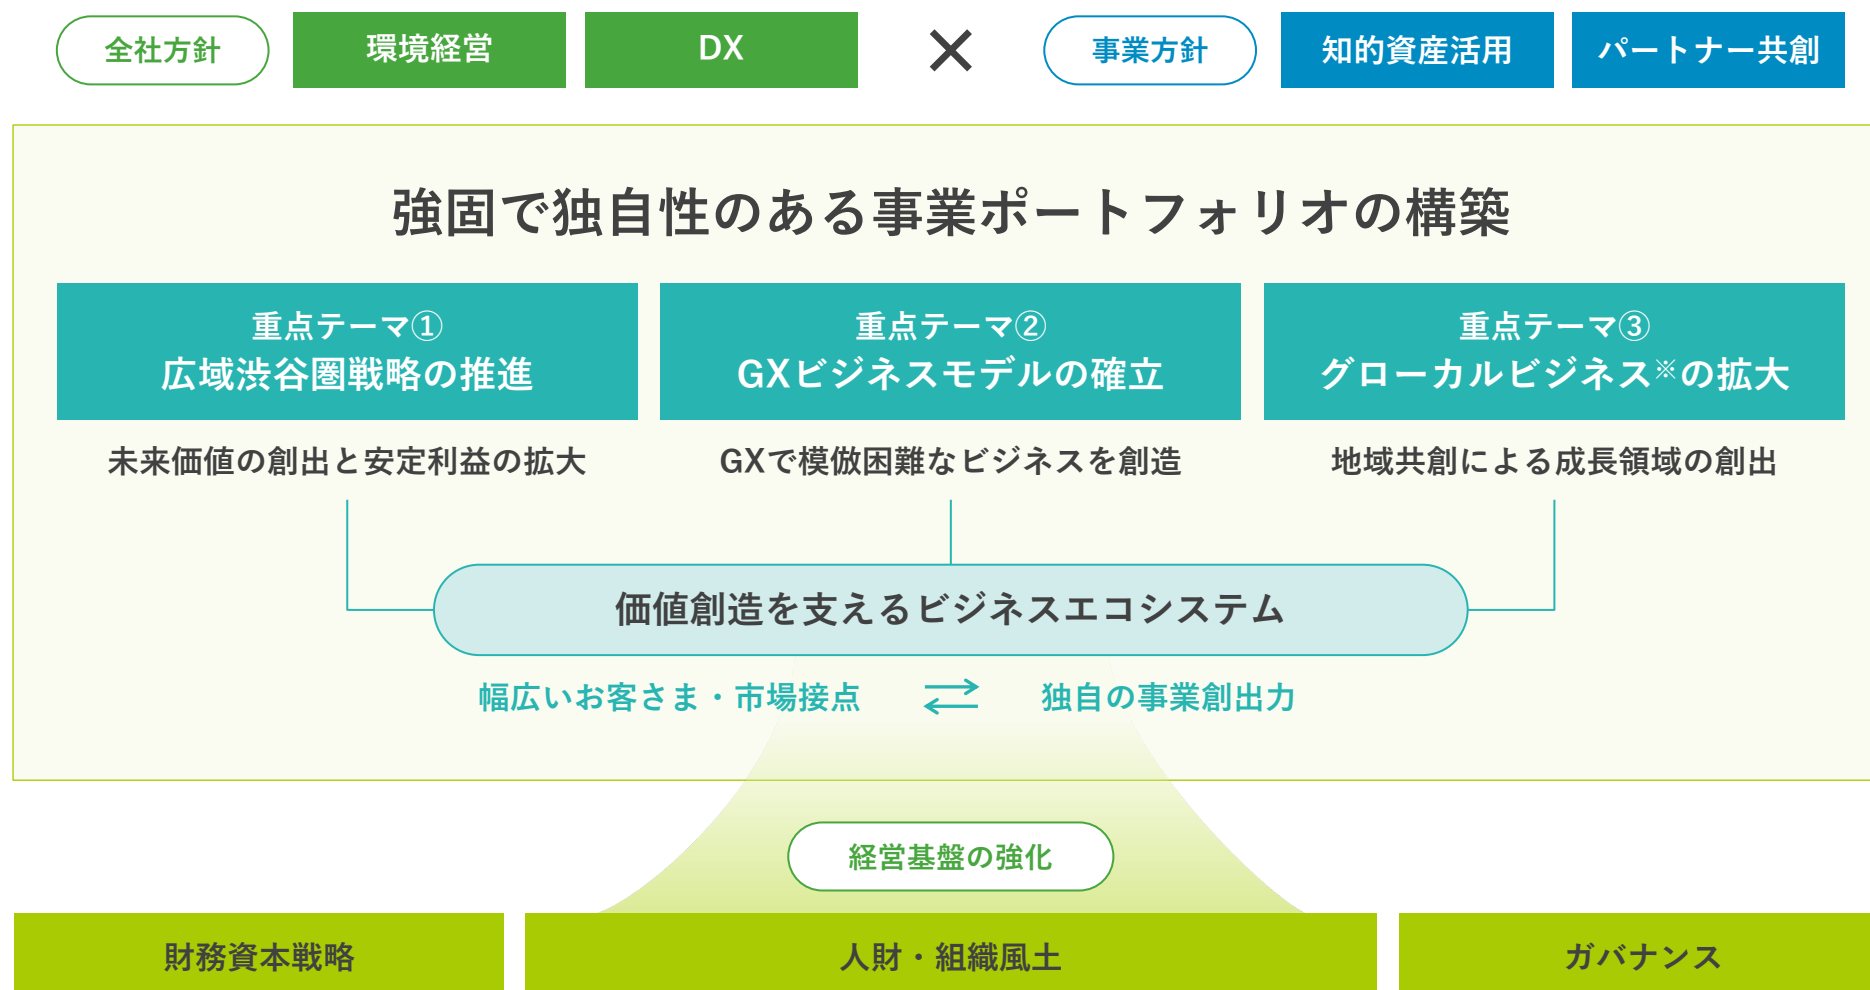 全社方針
環境経営
DX
×
事業方針
知的資産活用
パートナー共創
強固で独自性のある事業ポートフォリオの構築
重点テーマ①
広域渋谷圏戦略の推進
未来価値の創出と安定利益の拡大
重点テーマ②
GXビジネスモデルの確立
GXで模倣困難なビジネスを創造
重点テーマ③
グローカルビジネス※の拡大
地域共創による成長領域の創出
価値創造を支えるビジネスエコシステム
幅広いお客さま・市場接点
独自の事業創出力
経営基盤の強化
財務資本戦略
人財・組織風土
ガバナンス